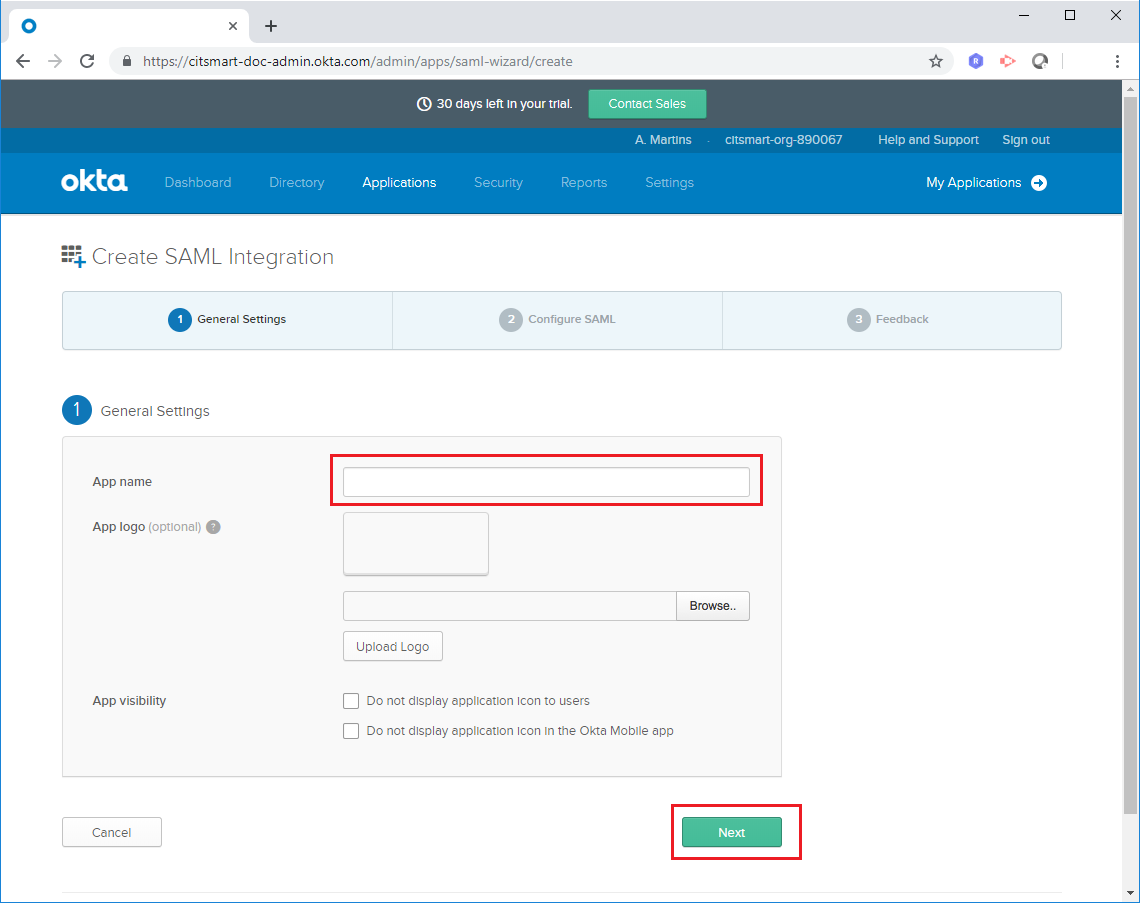 https://citsmart-doc-admin.okta.com/admin/apps/saml-wizard/create
R
30 days left in your trial. Contact Sales
A. Martins · citsmart-org-890067 Help and Support Sign out
okta Dashboard Directory Applications Security Reports Settings My Applications
Create SAML Integration
1 General Settings 2 Configure SAML 3 Feedback
1 General Settings
App name
App logo (optional) ?
Browse..
Upload Logo
App visibility Do not display application icon to users
Do not display application icon in the Okta Mobile app
Cancel Next